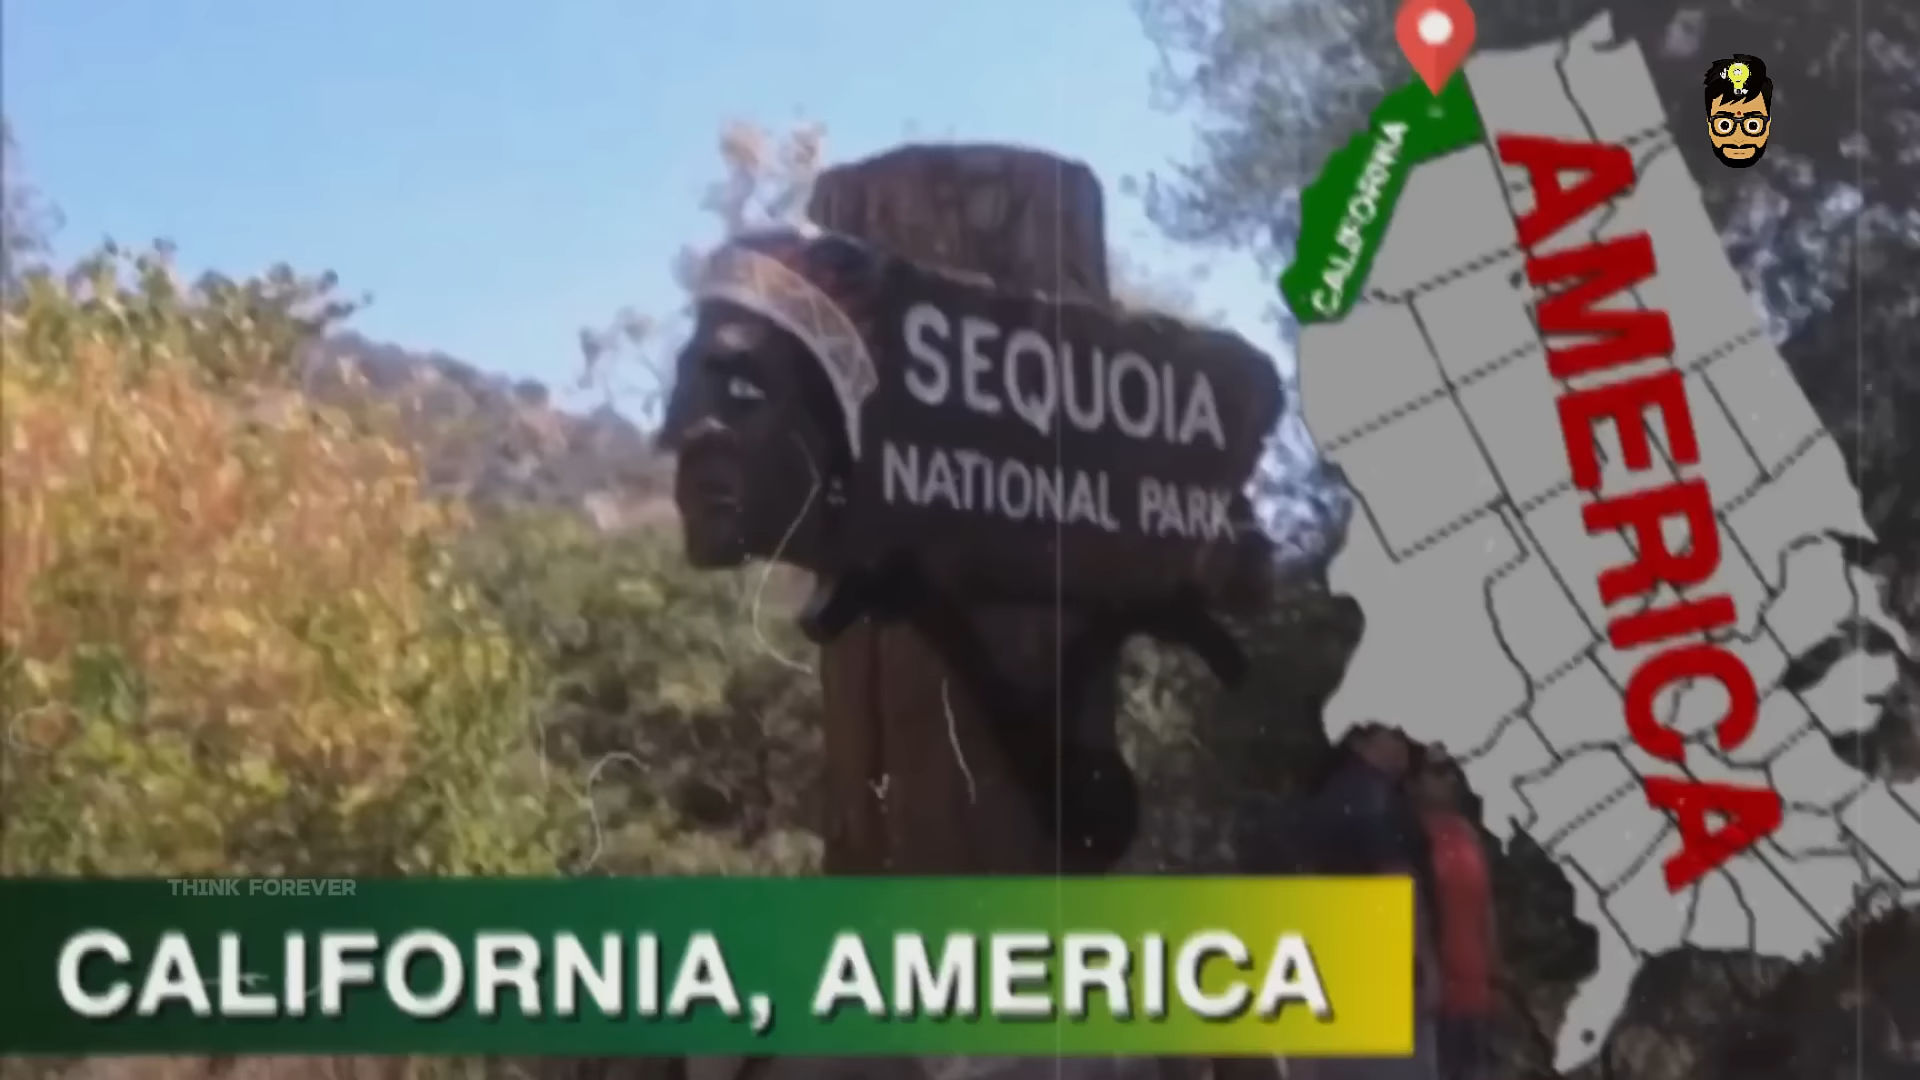 SEQUOIA
NATIONAL PARK
CALIFORNIA
AMERICA
THINK FOREVER
CALIFORNIA, AMERICA